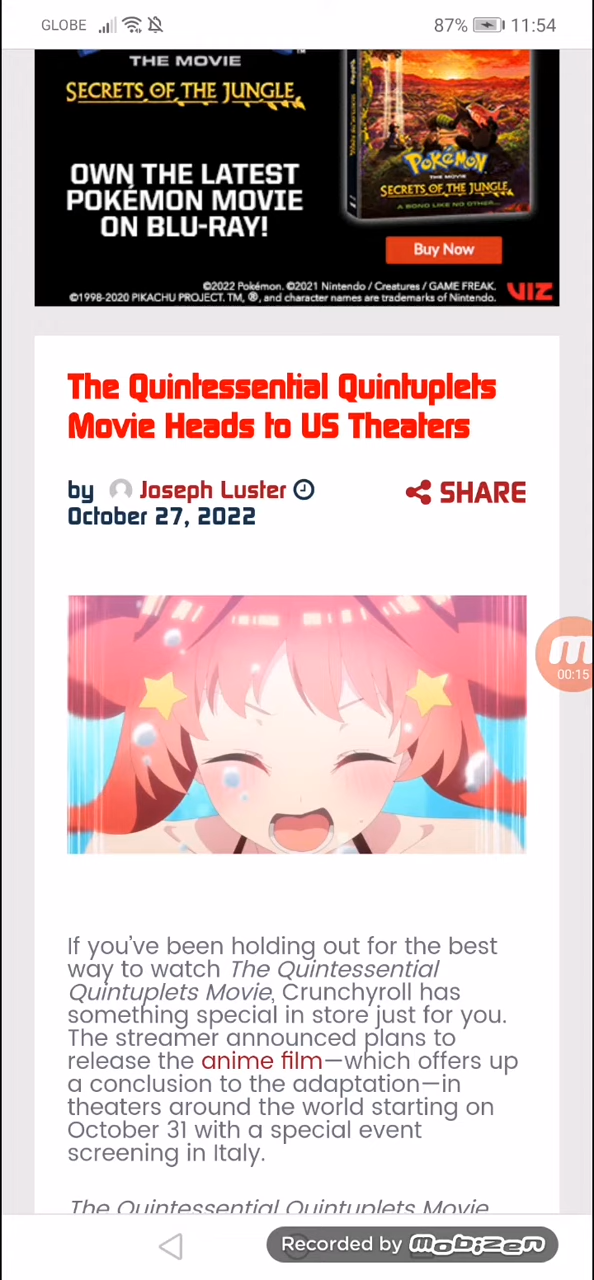 GLOBE 87% 11:54
THE MOVIE
SECRETS OF THE JUNGLE
OWN THE LATEST
POKÉMON MOVIE
ON BLU-RAY!
POKéMON
THE MOVIE
SECRETS OF THE JUNGLE
A BOND LIKE NO OTHER...
Buy Now
©2022 Pokémon. ©2021 Nintendo / Creatures / GAME FREAK.
©1998-2020 PIKACHU PROJECT. TM, ®, and character names are trademarks of Nintendo.
VIZ
The Quintessential Quintuplets
Movie Heads to US Theaters
by Joseph Luster
October 27, 2022
SHARE
m
00:15
If you've been holding out for the best
way to watch The Quintessential
Quintuplets Movie, Crunchyroll has
something special in store just for you.
The streamer announced plans to
release the anime film—which offers up
a conclusion to the adaptation—in
theaters around the world starting on
October 31 with a special event
screening in Italy.
The Quintessential Quintuplets Movie
Recorded by mobizen